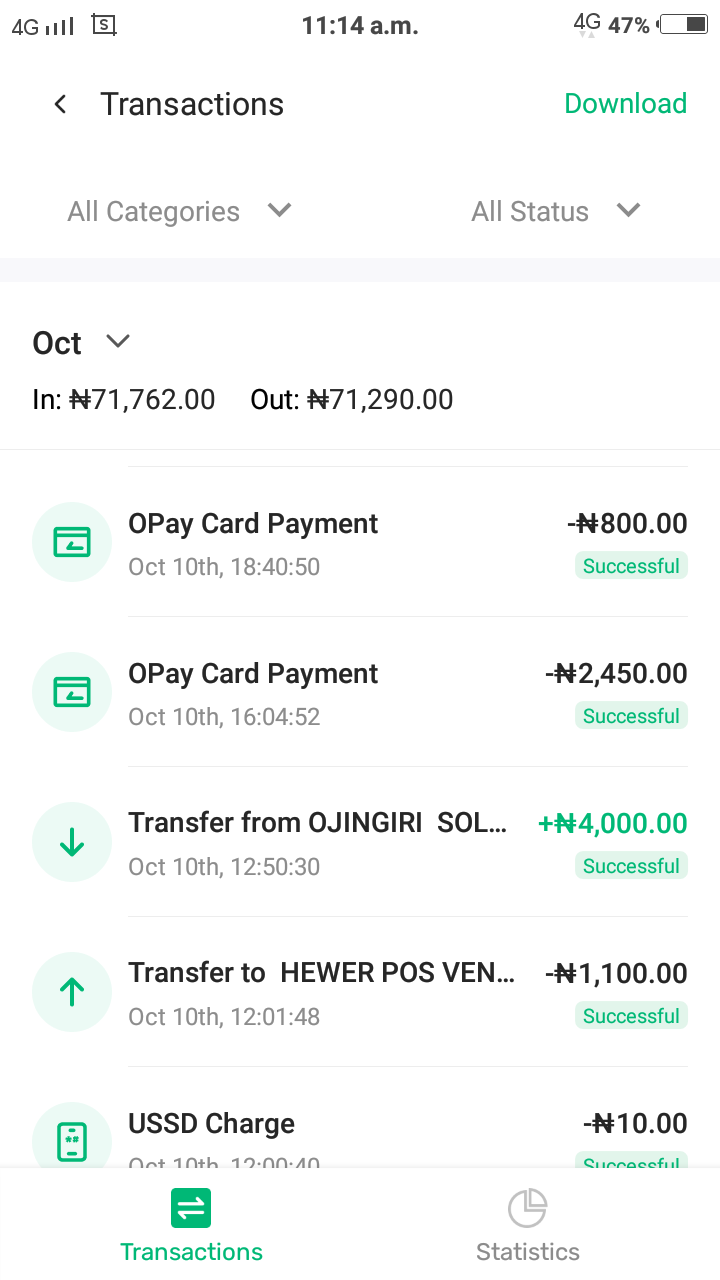 4G S 11:14 a.m. 4G 47%
Transactions Download
All Categories All Status
Oct
In: ₦71,762.00 Out: ₦71,290.00
OPay Card Payment -₦800.00
Oct 10th, 18:40:50 Successful
OPay Card Payment -₦2,450.00
Oct 10th, 16:04:52 Successful
Transfer from OJINGIRI  SOL... +₦4,000.00
Oct 10th, 12:50:30 Successful
Transfer to  HEWER POS VEN... -₦1,100.00
Oct 10th, 12:01:48 Successful
USSD Charge -₦10.00
** Oct 10th, 12:00:40 Successful
Transactions Statistics